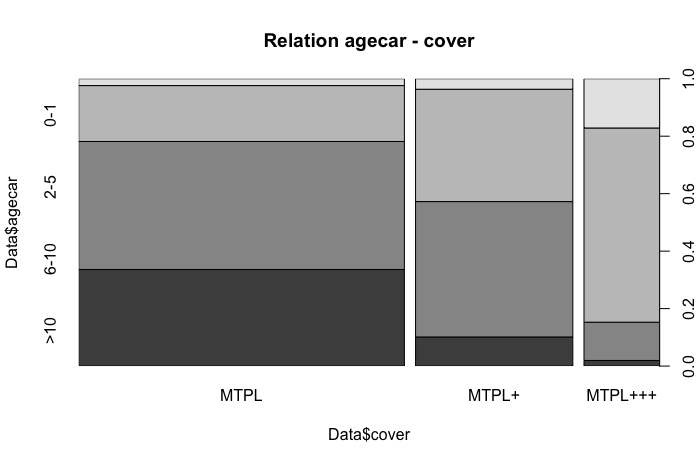 Relation agecar - cover
Data$agecar
0-1
2-5
6-10
>10
1.0
0.8
0.6
0.4
0.2
0.0
MTPL
MTPL+
MTPL+++
Data$cover